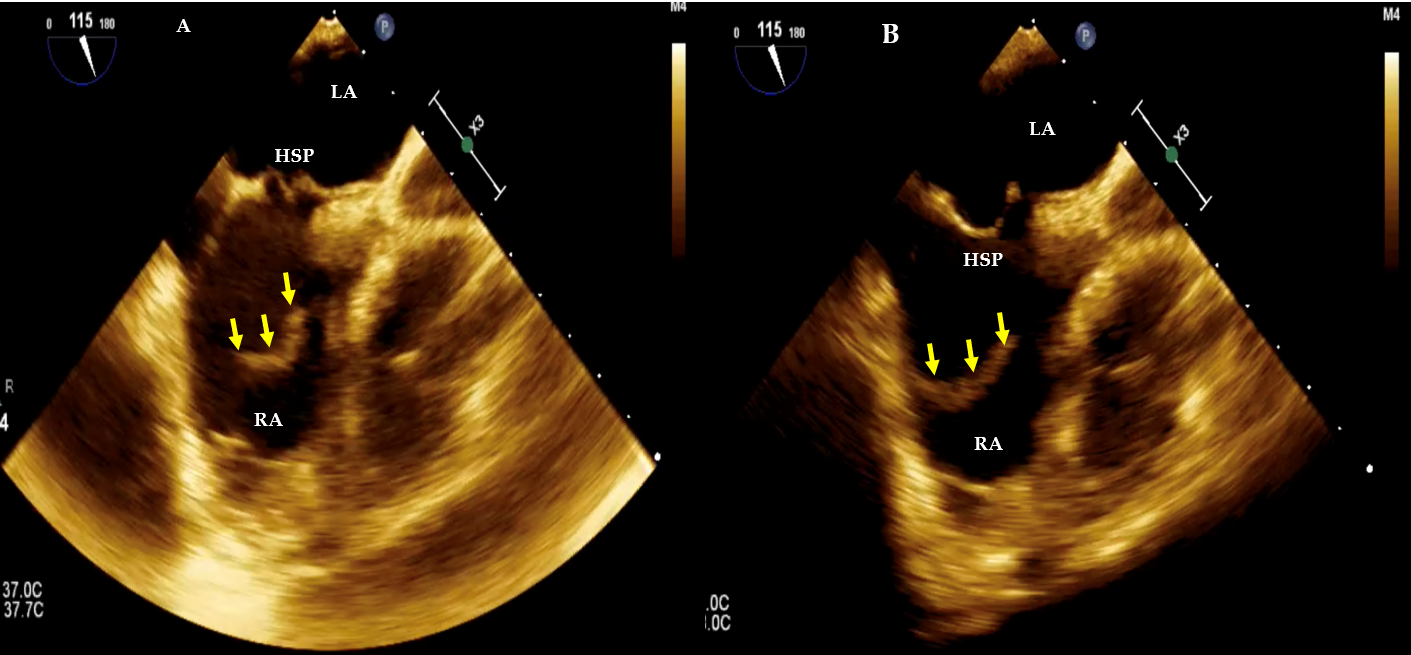 0 115 180
A
P
LA
X3
HSP
RA
R
4
37.0C
37.7C
M4
0 115 180
B
P
LA
X3
HSP
RA
.0C
.0C
M4